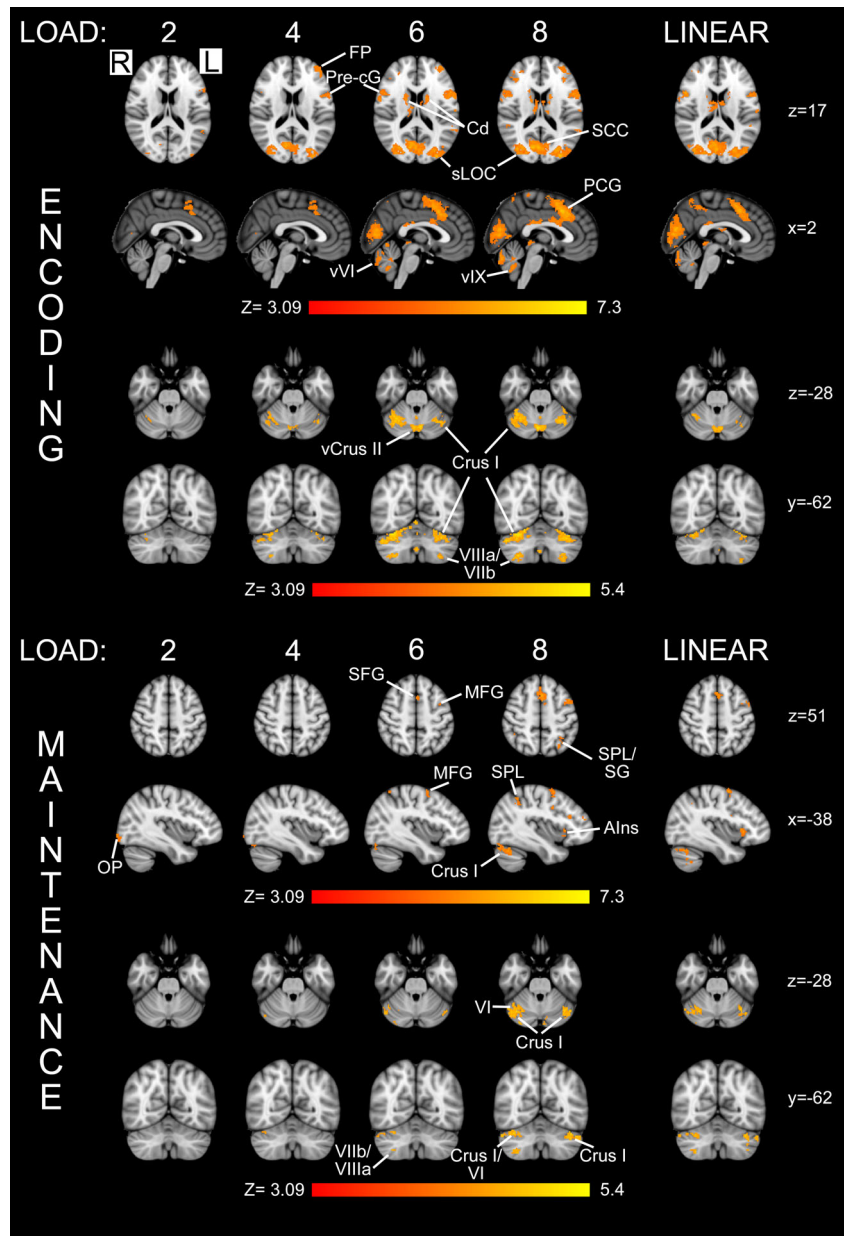 LOAD: 2 4 6 8 LINEAR
R L
FP
Pre-cG
z=17
Cd
SCC
sLOC
PCG
x=2
vVI
vIX
Z= 3.09 7.3
ENCODING
z=-28
vCrus II
Crus I
y=-62
VIIIa/
VIIb
Z= 3.09 5.4
LOAD: 2 4 6 8 LINEAR
SFG
MFG
z=51
SPL/
SG
MFG
SPL
x=-38
AIns
OP
Crus I
Z= 3.09 7.3
MAINTENANCE
z=-28
VI
Crus I
y=-62
VIIb/
VIIIa
Crus I/
VI
Crus I
Z= 3.09 5.4